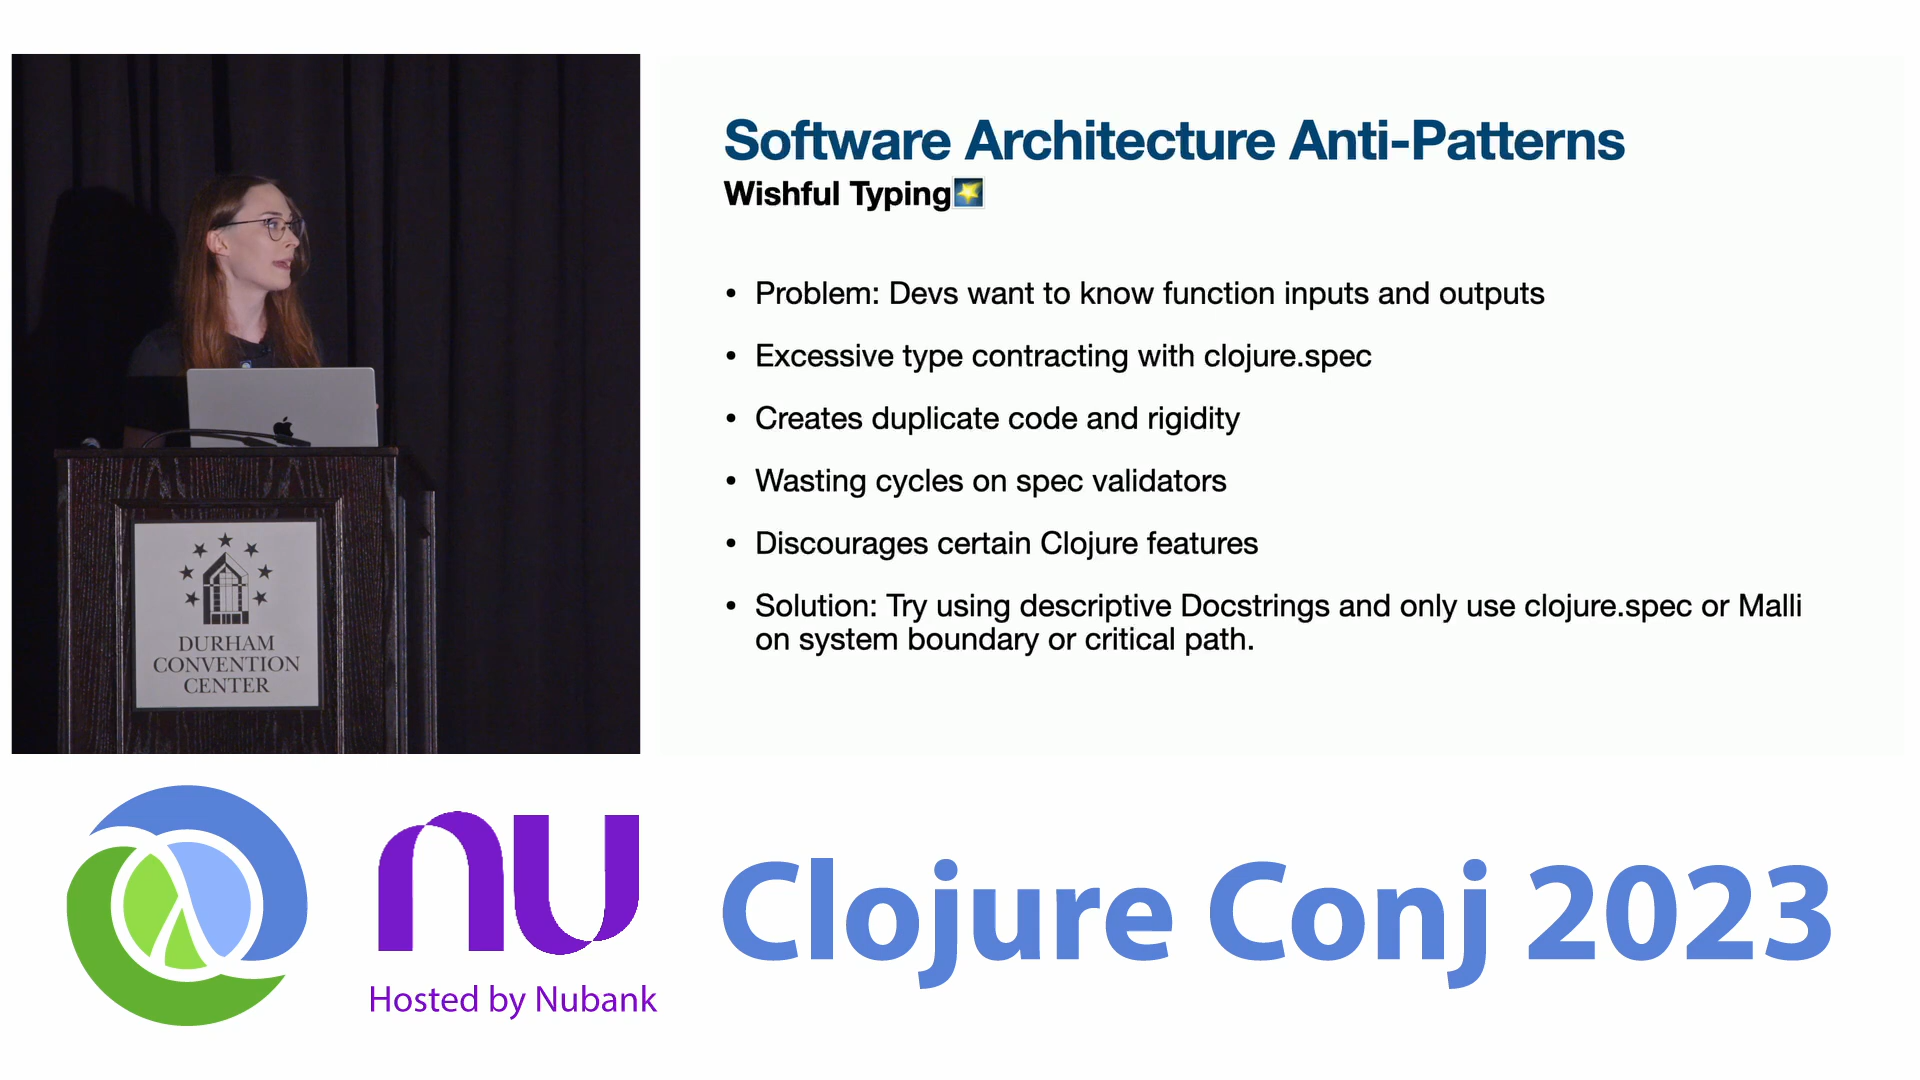 Software Architecture Anti-Patterns
Wishful Typing
• Problem: Devs want to know function inputs and outputs
• Excessive type contracting with clojure.spec
• Creates duplicate code and rigidity
• Wasting cycles on spec validators
• Discourages certain Clojure features
• Solution: Try using descriptive Docstrings and only use clojure.spec or Malli
on system boundary or critical path.
DURHAM
CONVENTION
CENTER
nu
Hosted by Nubank
Clojure Conj 2023